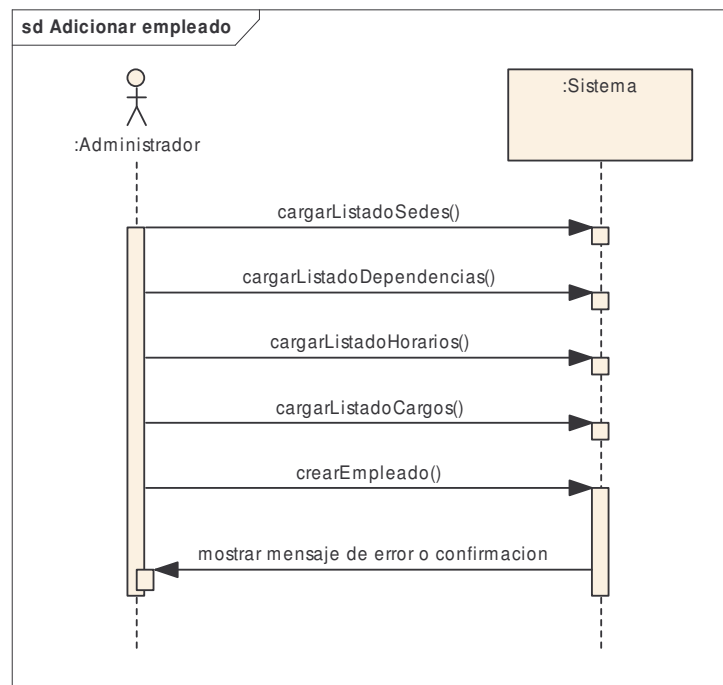 sd Adicionar empleado
:Administrador
:Sistema
cargarListadoSedes()
cargarListadoDependencias()
cargarListadoHorarios()
cargarListadoCargos()
crearEmpleado()
mostrar mensaje de error o confirmacion